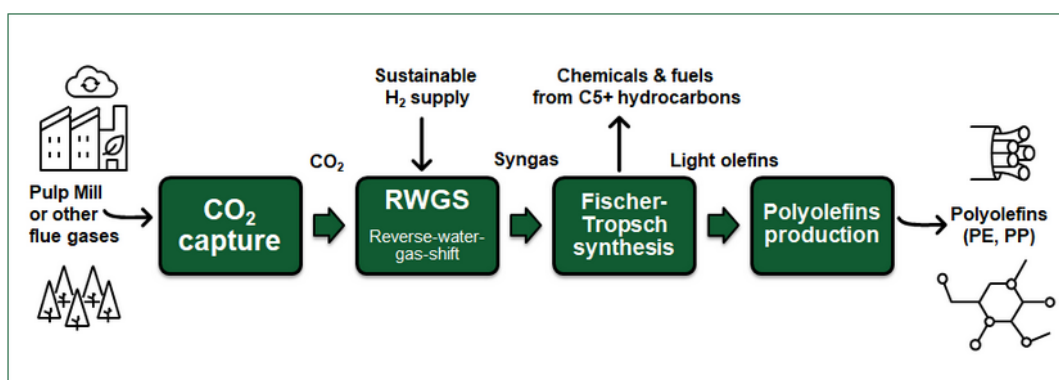 Pulp Mill
or other
flue gases
CO₂
capture
CO₂
Sustainable
H₂ supply
RWGS
Reverse-water-
gas-shift
Syngas
Chemicals & fuels
from C5+ hydrocarbons
Fischer-
Tropsch
synthesis
Light olefins
Polyolefins
production
Polyolefins
(PE, PP)